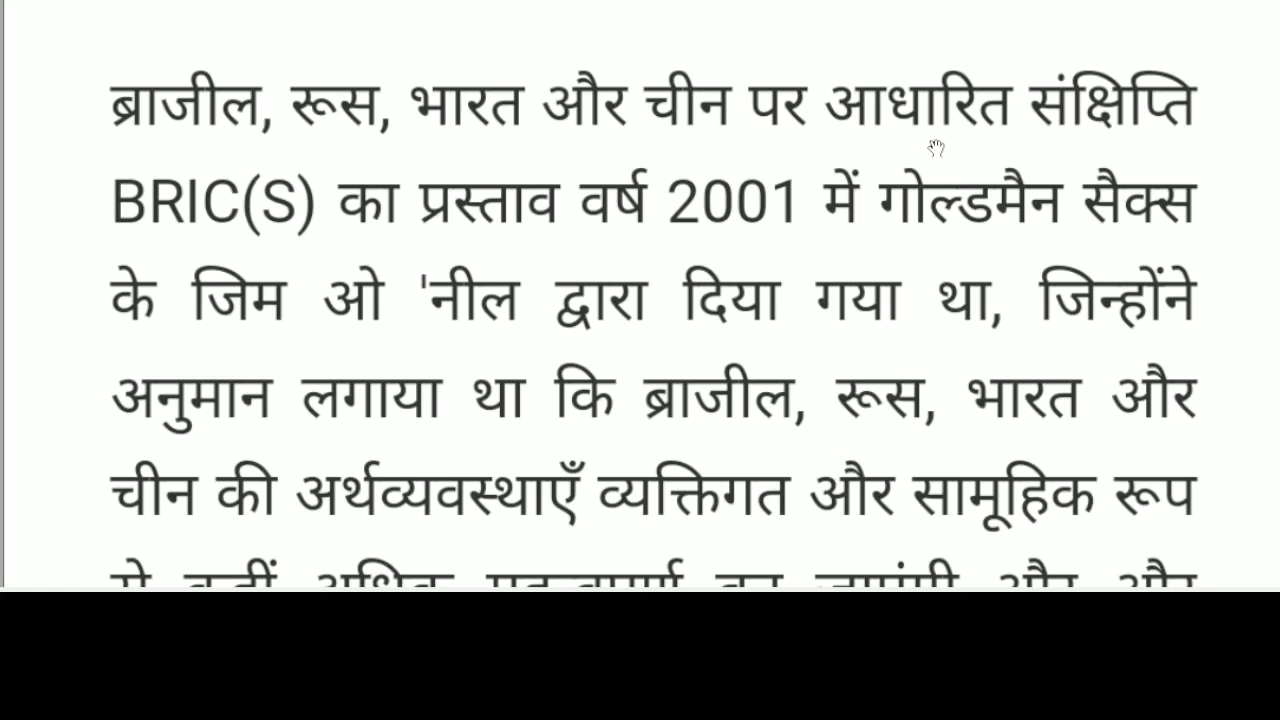 ब्राजील, रूस, भारत और चीन पर आधारित संक्षिप्ति
BRIC(S) का प्रस्ताव वर्ष 2001 में गोल्डमैन सैक्स
के जिम ओ 'नील द्वारा दिया गया था, जिन्होंने
अनुमान लगाया था कि ब्राजील, रूस, भारत और
चीन की अर्थव्यवस्थाएँ व्यक्तिगत और सामूहिक रूप